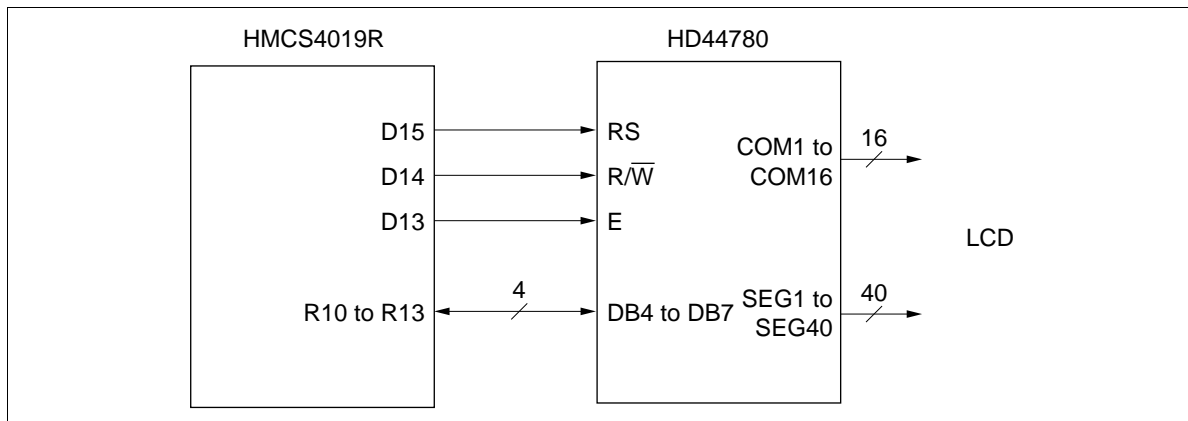 HMCS4019R
HD44780
D15
RS
D14
R/W̅
D13
E
R10 to R13
4
DB4 to DB7
COM1 to
COM16
16
SEG1 to
SEG40
40
LCD